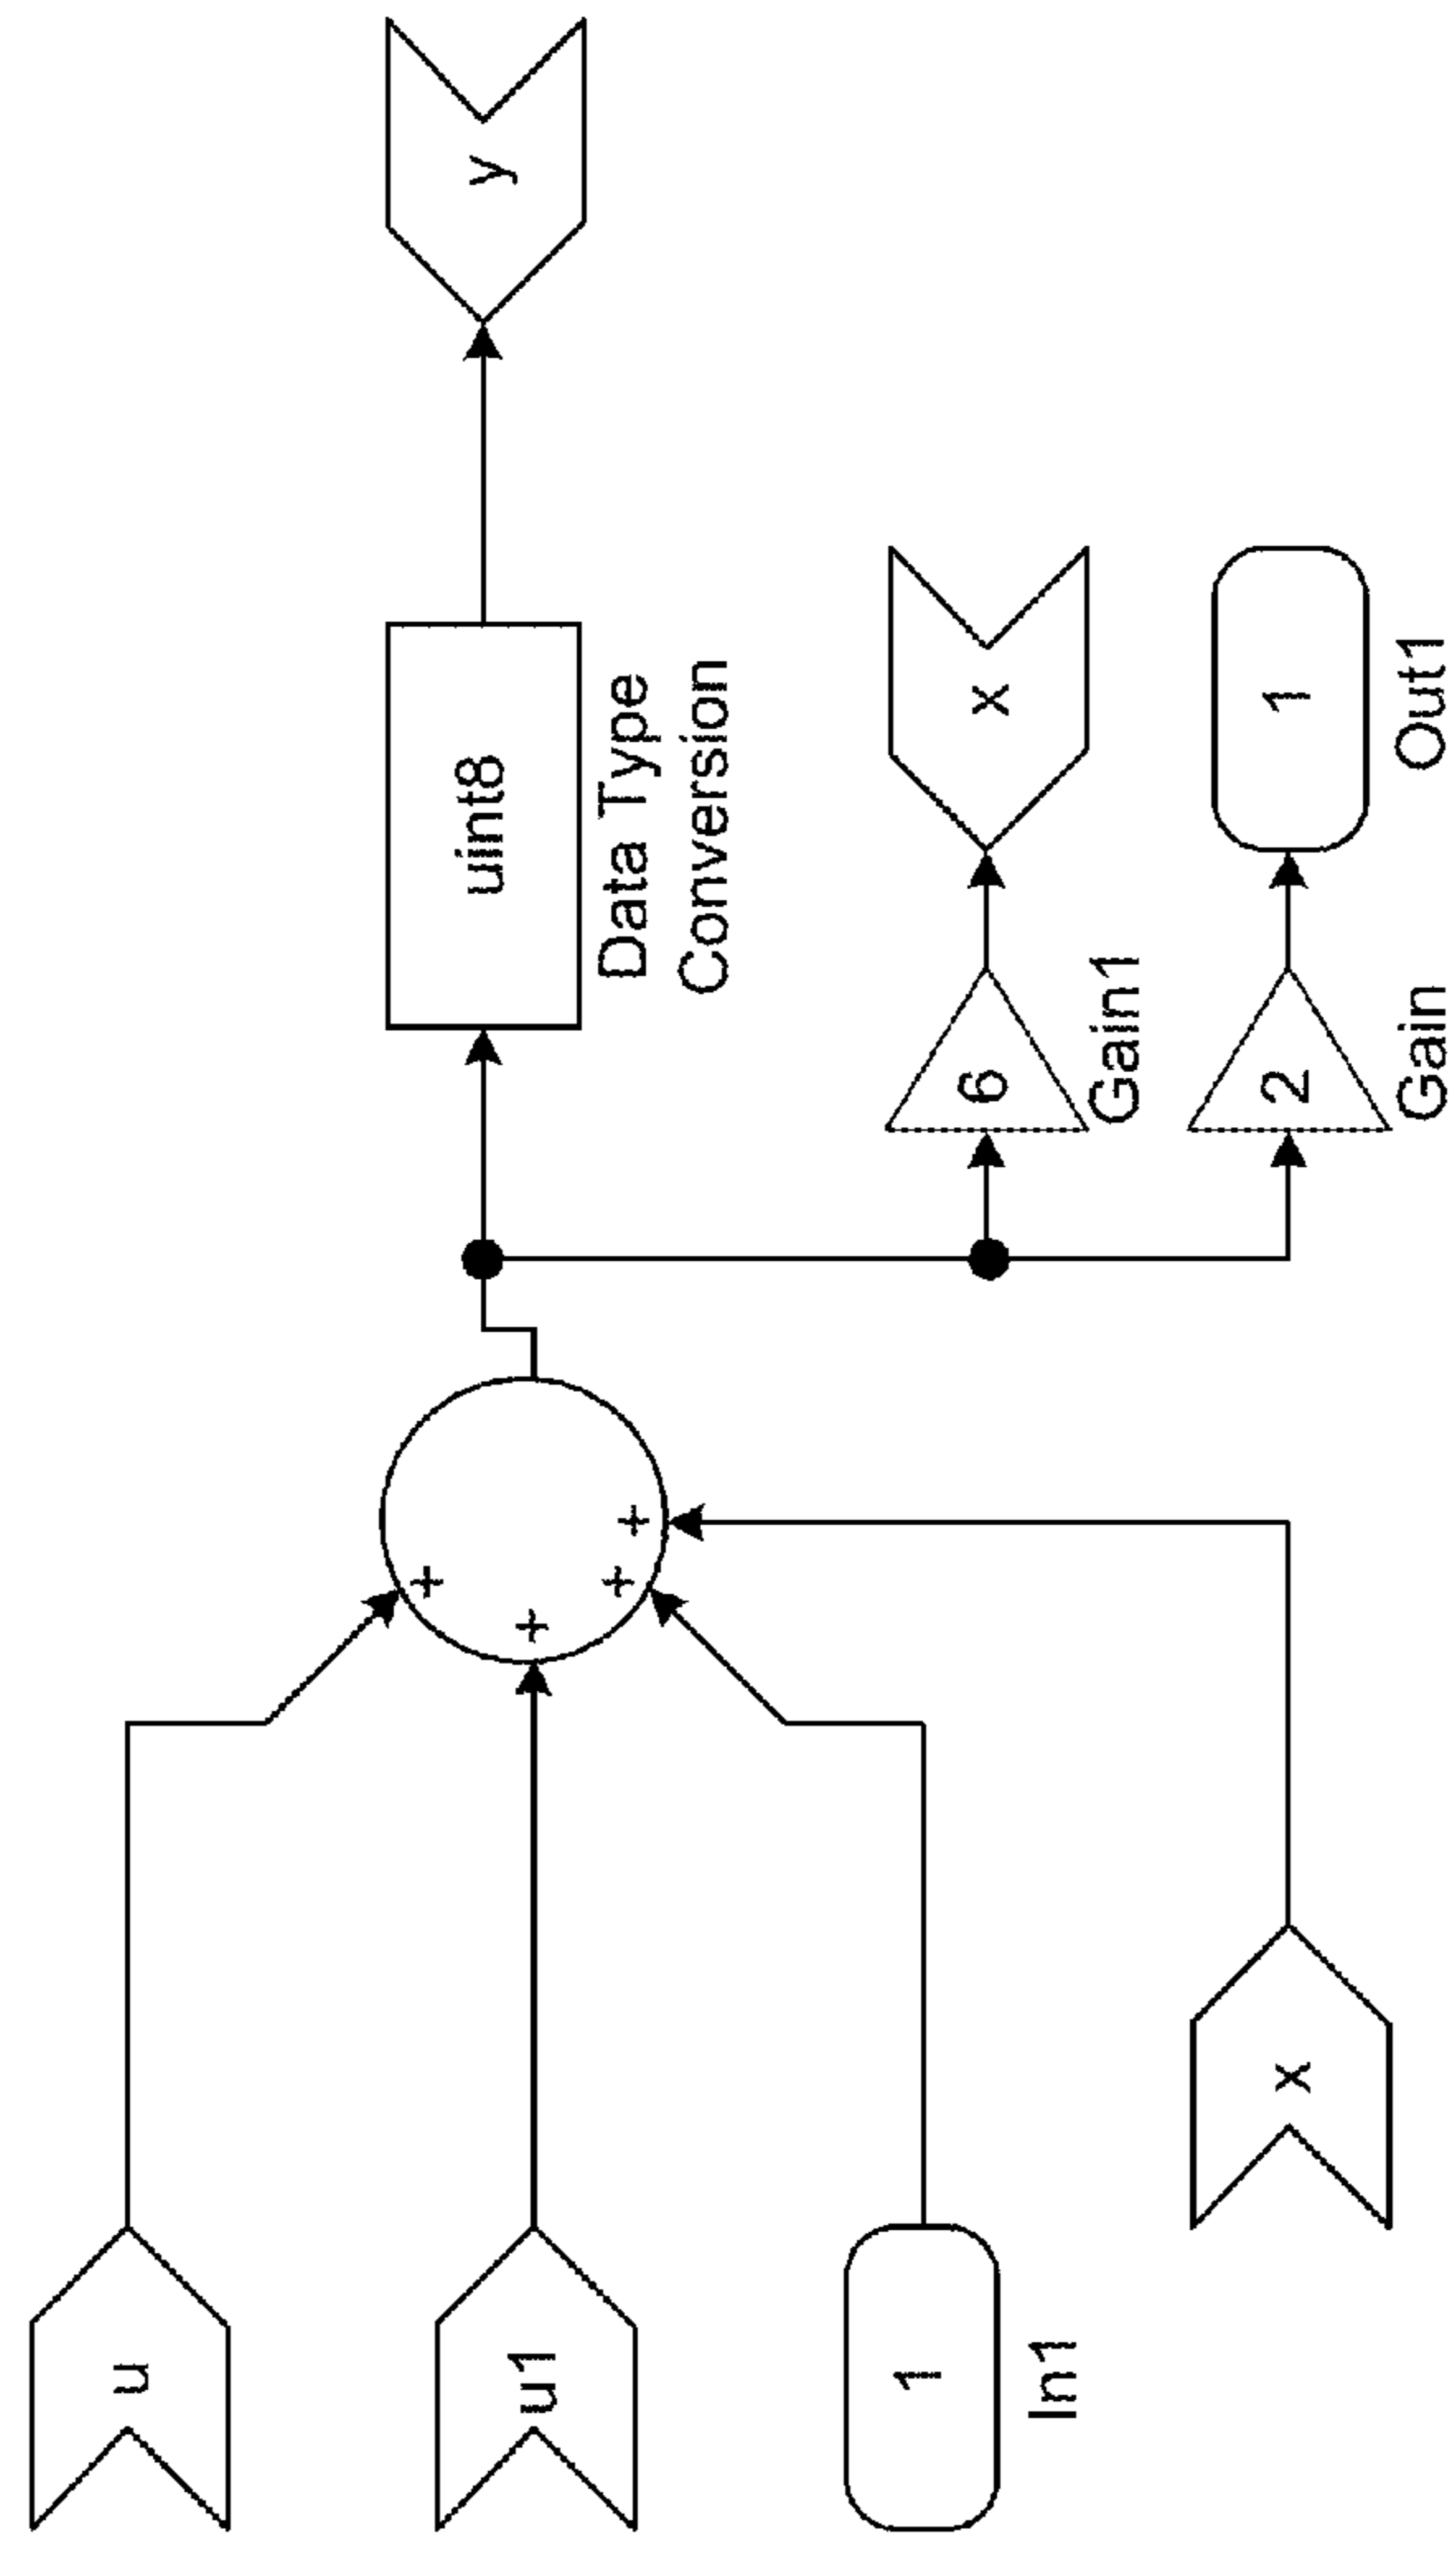 u
u1
1
In1
x
+
+
+
+
uint8
Data Type
Conversion
y
6
Gain1
x
2
Gain
1
Out1